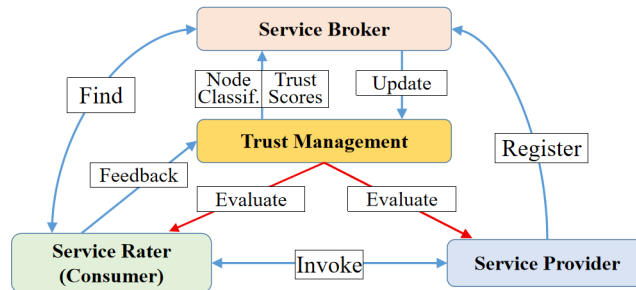 Service Broker
Node
Classif.
Trust
Scores
Update
Find
Trust Management
Register
Feedback
Evaluate
Evaluate
Service Rater
(Consumer)
Invoke
Service Provider